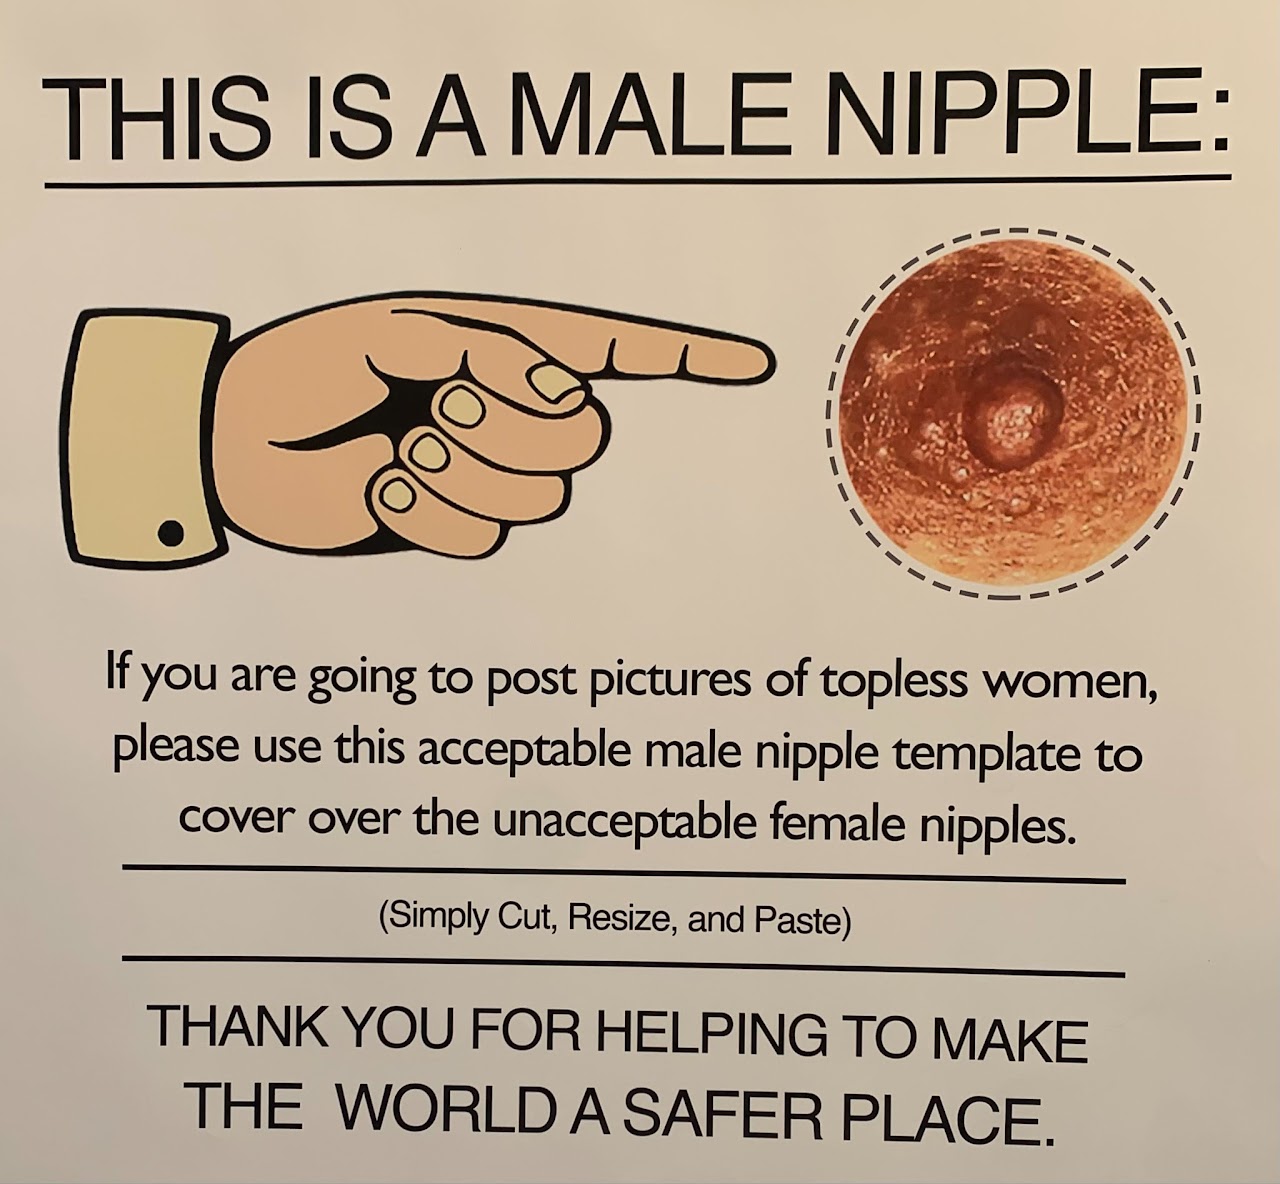 THIS IS A MALE NIPPLE:
If you are going to post pictures of topless women,
please use this acceptable male nipple template to
cover over the unacceptable female nipples.
(Simply Cut, Resize, and Paste)
THANK YOU FOR HELPING TO MAKE
THE WORLD A SAFER PLACE.